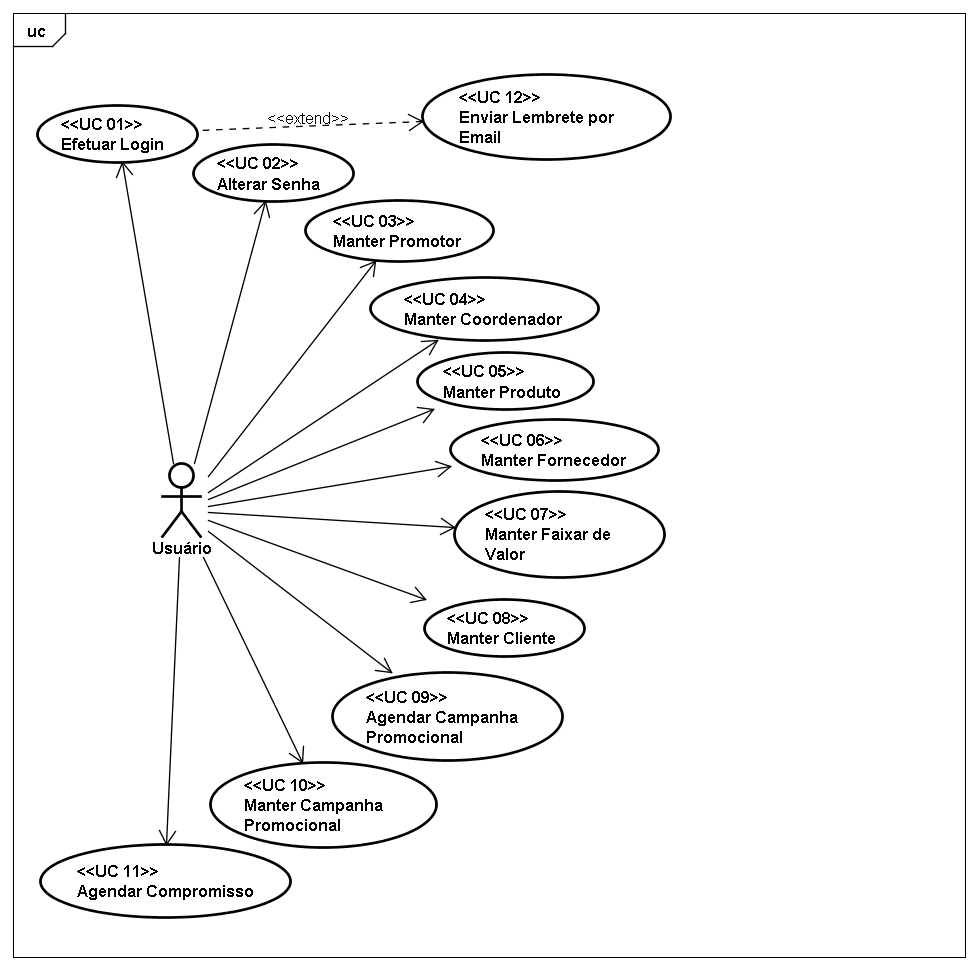 uc
<<UC 01>>
Efetuar Login
<<extend>>
<<UC 12>>
Enviar Lembrete por
Email
<<UC 02>>
Alterar Senha
<<UC 03>>
Manter Promotor
<<UC 04>>
Manter Coordenador
<<UC 05>>
Manter Produto
<<UC 06>>
Manter Fornecedor
<<UC 07>>
Manter Faixar de
Valor
Usuário
<<UC 08>>
Manter Cliente
<<UC 09>>
Agendar Campanha
Promocional
<<UC 10>>
Manter Campanha
Promocional
<<UC 11>>
Agendar Compromisso